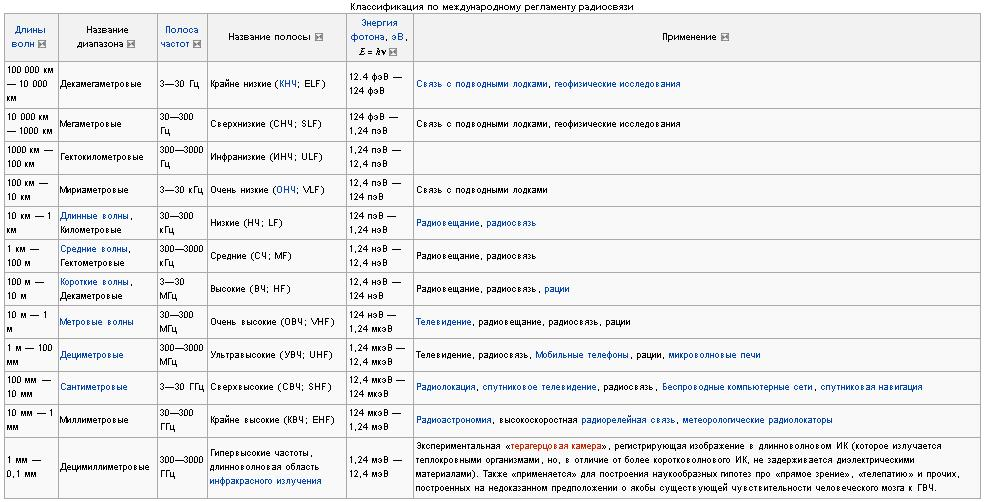 Классификация по международному регламенту радиосвязи
Длины волн
Название диапазона
Полоса частот
Название полосы
Энергия фотона, эВ, E = hν
Применение
100 000 км — 10 000 км
Декамегаметровые
3—30 Гц
Крайне низкие (КНЧ; ELF)
12.4 фэВ — 124 фэВ
Связь с подводными лодками, геофизические исследования
10 000 км — 1000 км
Мегаметровые
30—300 Гц
Сверхнизкие (СНЧ; SLF)
124 фэВ — 1,24 пэВ
Связь с подводными лодками, геофизические исследования
1000 км — 100 км
Гектокилометровые
300—3000 Гц
Инфранизкие (ИНЧ; ULF)
1,24 пэВ — 12,4 пэВ
100 км — 10 км
Мириаметровые
3—30 кГц
Очень низкие (ОНЧ; VLF)
12,4 пэВ — 124 пэВ
Связь с подводными лодками
10 км — 1 км
Длинные волны, Километровые
30—300 кГц
Низкие (НЧ; LF)
124 пэВ — 1,24 нэВ
Радиовещание, радиосвязь
1 км — 100 м
Средние волны, Гектометровые
300—3000 кГц
Средние (СЧ; MF)
1,24 нэВ — 12,4 нэВ
Радиовещание, радиосвязь
100 м — 10 м
Короткие волны, Декаметровые
3—30 МГц
Высокие (ВЧ; HF)
12,4 нэВ — 124 нэВ
Радиовещание, радиосвязь, рации
10 м — 1 м
Метровые волны
30—300 МГц
Очень высокие (ОВЧ; VHF)
124 нэВ — 1,24 мкэВ
Телевидение, радиовещание, радиосвязь, рации
1 м — 100 мм
Дециметровые
300—3000 МГц
Ультравысокие (УВЧ; UHF)
1,24 мкэВ — 12,4 мкэВ
Телевидение, радиосвязь, Мобильные телефоны, рации, микроволновые печи
100 мм — 10 мм
Сантиметровые
3—30 ГГц
Сверхвысокие (СВЧ; SHF)
12,4 мкэВ — 124 мкэВ
Радиолокация, спутниковое телевидение, радиосвязь, Беспроводные компьютерные сети, спутниковая навигация
10 мм — 1 мм
Миллиметровые
30—300 ГГц
Крайне высокие (КВЧ; EHF)
124 мкэВ — 1,24 мэВ
Радиоастрономия, высокоскоростная радиорелейная связь, метеорологические радиолокаторы
1 мм — 0,1 мм
Децимиллиметровые
300—3000 ГГц
Гипервысокие частоты, длинноволновая область инфракрасного излучения
1,24 мэВ — 12,4 мэВ
Экспериментальная «терагерцовая камера», регистрирующая изображение в длинноволновом ИК (которое излучается
теплокровными организмами, но, в отличие от более коротковолнового ИК, не задерживается диэлектрическими
материалами). Также «применяется» для построения наукообразных гипотез про «прямое зрение», «телепатию» и прочих,
построенных на недоказанном предположении о якобы существующей чувствительности человеческого мозга к ГВЧ.